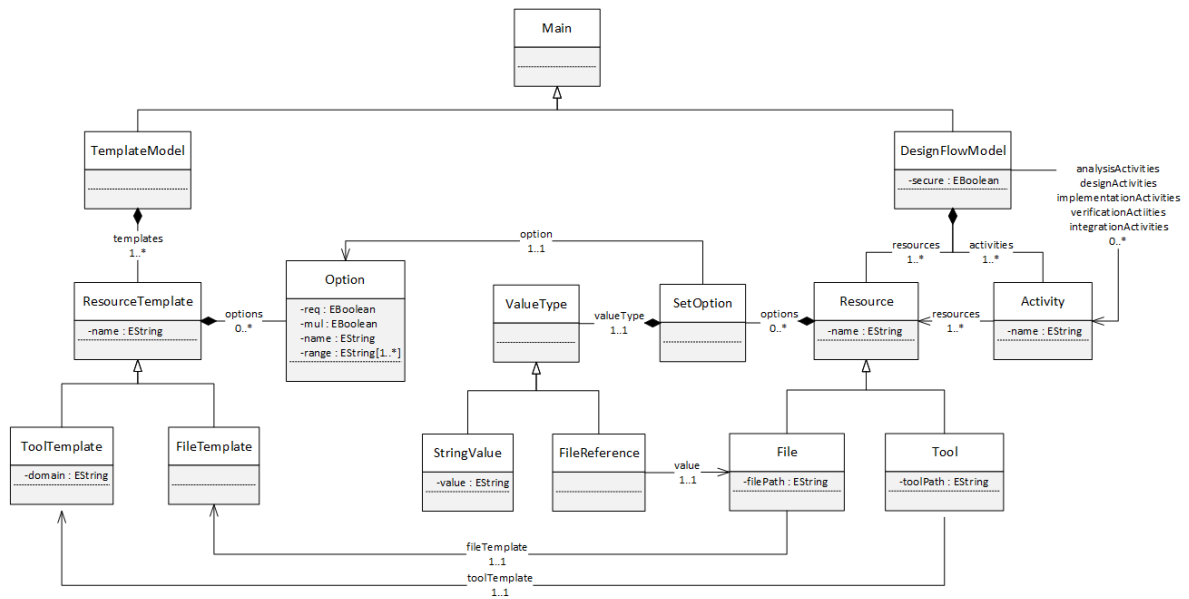 Main
TemplateModel
DesignFlowModel
-secure : EBoolean
analysisActivities
designActivities
implementationActivities
verificationActiities
integrationActivities
0..*
templates
1..*
option
1..1
resources
1..*
activities
1..*
ResourceTemplate
-name : EString
options
0..*
Option
-req : EBoolean
-mul : EBoolean
-name : EString
-range : EString[1..*]
ValueType
valueType
1..1
SetOption
options
0..*
Resource
-name : EString
resources
1..*
Activity
-name : EString
ToolTemplate
-domain : EString
FileTemplate
StringValue
-value : EString
FileReference
value
1..1
File
-filePath : EString
Tool
-toolPath : EString
fileTemplate
1..1
toolTemplate
1..1